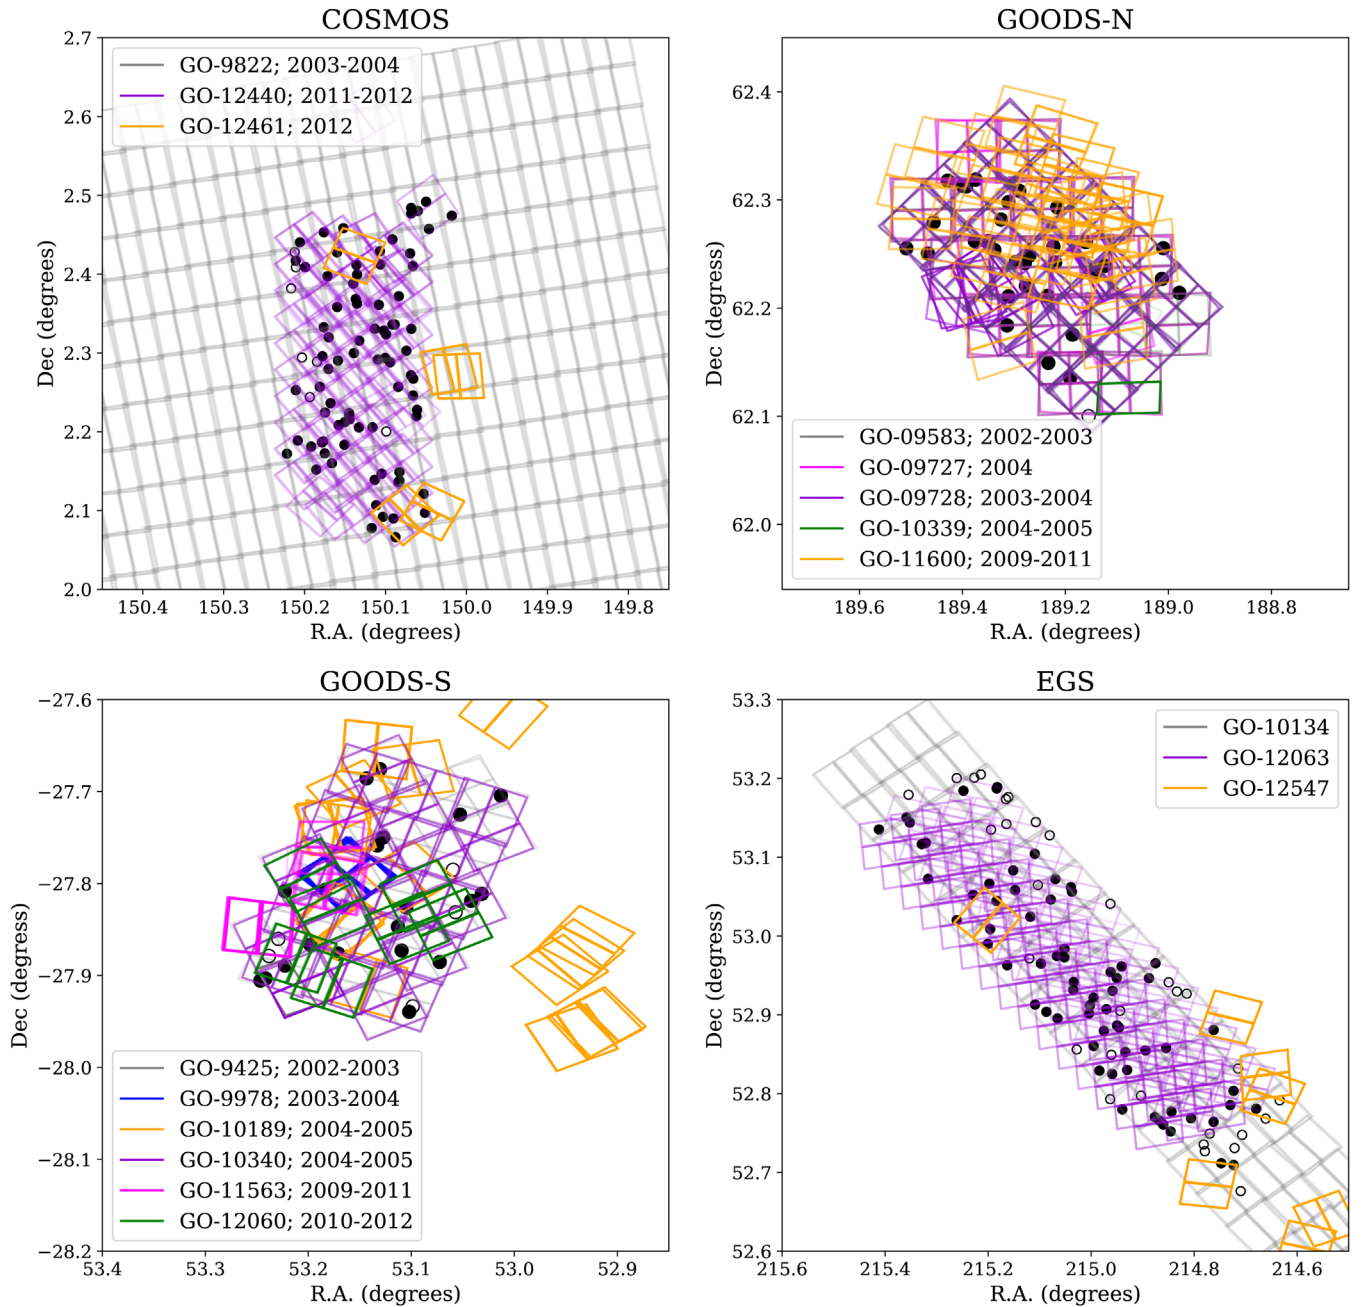 COSMOS
2.7
2.6
2.5
2.4
2.3
2.2
2.1
2.0
Dec (degrees)
GO-9822; 2003-2004
GO-12440; 2011-2012
GO-12461; 2012
150.4 150.3 150.2 150.1 150.0 149.9 149.8
R.A. (degrees)
GOODS-N
62.4
62.3
62.2
62.1
62.0
Dec (degress)
GO-09583; 2002-2003
GO-09727; 2004
GO-09728; 2003-2004
GO-10339; 2004-2005
GO-11600; 2009-2011
189.6 189.4 189.2 189.0 188.8
R.A. (degrees)
GOODS-S
−27.6
−27.7
−27.8
−27.9
−28.0
−28.1
−28.2
Dec (degress)
GO-9425; 2002-2003
GO-9978; 2003-2004
GO-10189; 2004-2005
GO-10340; 2004-2005
GO-11563; 2009-2011
GO-12060; 2010-2012
53.4 53.3 53.2 53.1 53.0 52.9
R.A. (degrees)
EGS
53.3
53.2
53.1
53.0
52.9
52.8
52.7
52.6
Dec (degress)
GO-10134
GO-12063
GO-12547
215.6 215.4 215.2 215.0 214.8 214.6
R.A. (degrees)